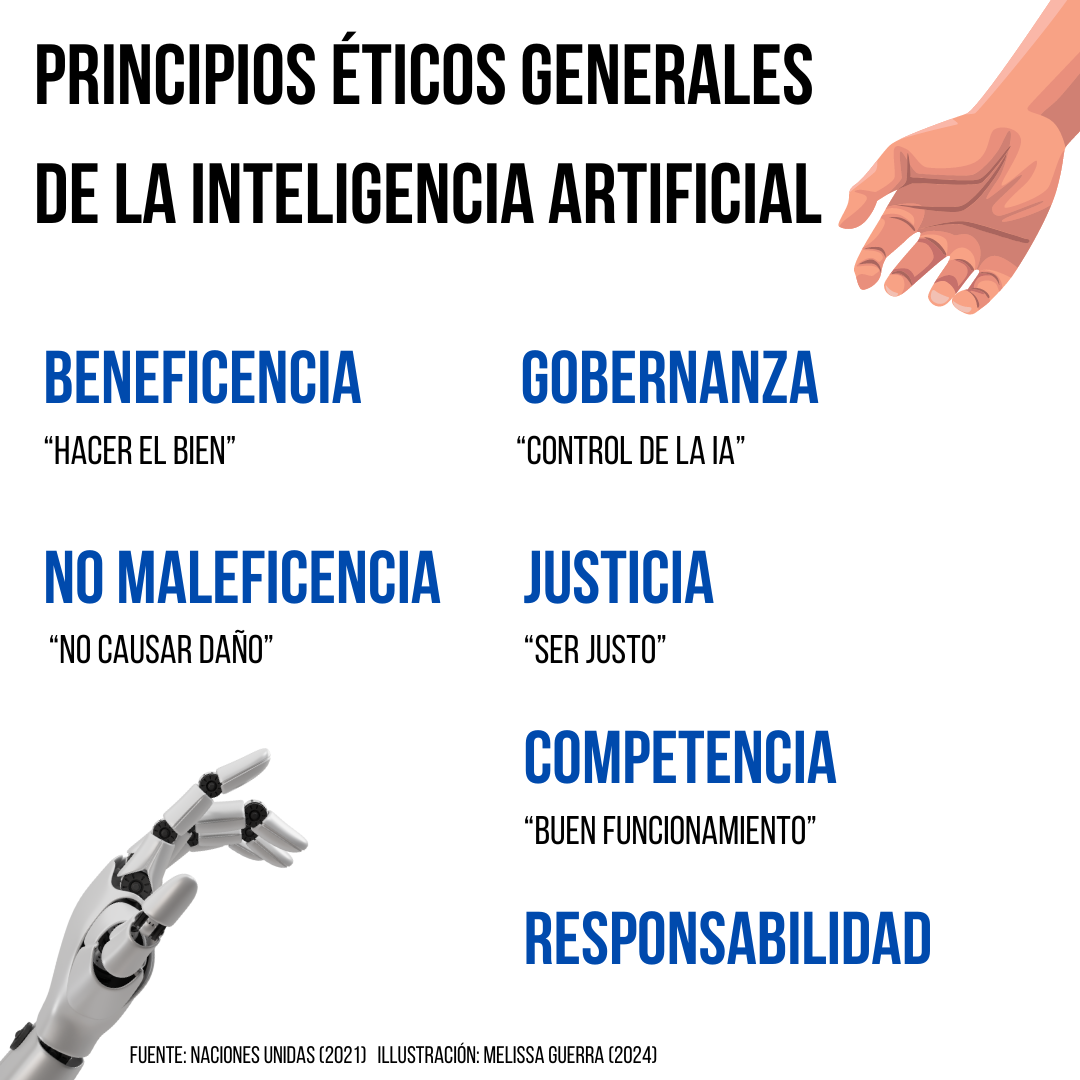 PRINCIPIOS ÉTICOS GENERALES
DE LA INTELIGENCIA ARTIFICIAL
BENEFICENCIA
“HACER EL BIEN”
NO MALEFICENCIA
“NO CAUSAR DAÑO”
GOBERNANZA
“CONTROL DE LA IA”
JUSTICIA
“SER JUSTO”
COMPETENCIA
“BUEN FUNCIONAMIENTO”
RESPONSABILIDAD
FUENTE: NACIONES UNIDAS (2021) ILLUSTRACIÓN: MELISSA GUERRA (2024)